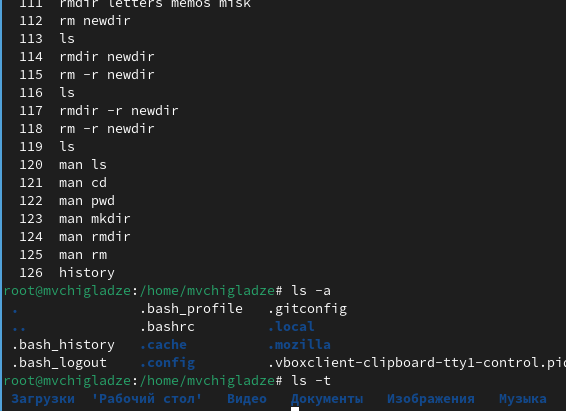 111 rmdir letters memos misk
112 rm newdir
113 ls
114 rmdir newdir
115 rm -r newdir
116 ls
117 rmdir -r newdir
118 rm -r newdir
119 ls
120 man ls
121 man cd
122 man pwd
123 man mkdir
124 man rmdir
125 man rm
126 history
root@mvchigladze:/home/mvchigladze# ls -a
. .bash_profile .gitconfig
.. .bashrc .local
.bash_history .cache .mozilla
.bash_logout .config .vboxclient-clipboard-tty1-control.pid
root@mvchigladze:/home/mvchigladze# ls -t
Загрузки 'Рабочий стол' Видео Документы Изображения Музыка